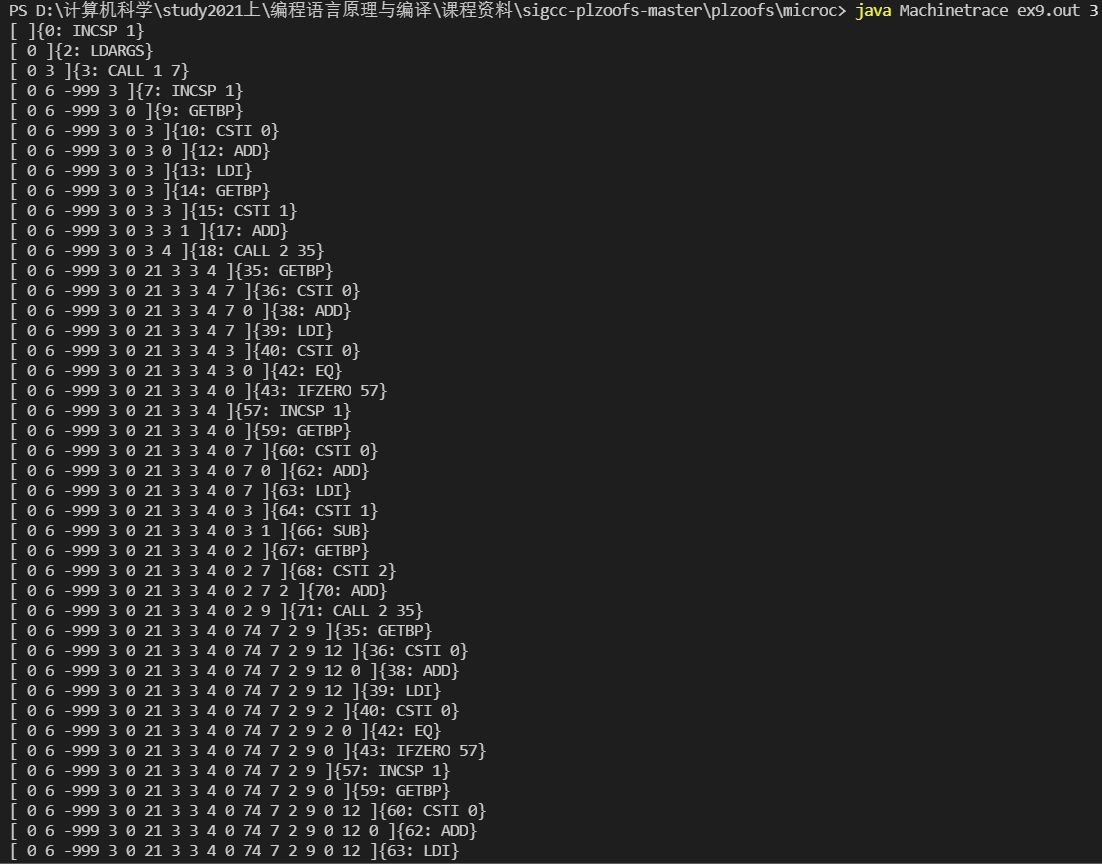 PS D:\计算机科学\study2021上\编程语言原理与编译\课程资料\sigcc-plzoofs-master\plzoofs\microc> java Machinetrace ex9.out 3
[ ]{0: INCSP 1}
[ 0 ]{2: LDARGS}
[ 0 3 ]{3: CALL 1 7}
[ 0 6 -999 3 ]{7: INCSP 1}
[ 0 6 -999 3 0 ]{9: GETBP}
[ 0 6 -999 3 0 3 ]{10: CSTI 0}
[ 0 6 -999 3 0 3 0 ]{12: ADD}
[ 0 6 -999 3 0 3 ]{13: LDI}
[ 0 6 -999 3 0 3 ]{14: GETBP}
[ 0 6 -999 3 0 3 3 ]{15: CSTI 1}
[ 0 6 -999 3 0 3 3 1 ]{17: ADD}
[ 0 6 -999 3 0 3 4 ]{18: CALL 2 35}
[ 0 6 -999 3 0 21 3 3 4 ]{35: GETBP}
[ 0 6 -999 3 0 21 3 3 4 7 ]{36: CSTI 0}
[ 0 6 -999 3 0 21 3 3 4 7 0 ]{38: ADD}
[ 0 6 -999 3 0 21 3 3 4 7 ]{39: LDI}
[ 0 6 -999 3 0 21 3 3 4 3 ]{40: CSTI 0}
[ 0 6 -999 3 0 21 3 3 4 3 0 ]{42: EQ}
[ 0 6 -999 3 0 21 3 3 4 0 ]{43: IFZERO 57}
[ 0 6 -999 3 0 21 3 3 4 ]{57: INCSP 1}
[ 0 6 -999 3 0 21 3 3 4 0 ]{59: GETBP}
[ 0 6 -999 3 0 21 3 3 4 0 7 ]{60: CSTI 0}
[ 0 6 -999 3 0 21 3 3 4 0 7 0 ]{62: ADD}
[ 0 6 -999 3 0 21 3 3 4 0 7 ]{63: LDI}
[ 0 6 -999 3 0 21 3 3 4 0 3 ]{64: CSTI 1}
[ 0 6 -999 3 0 21 3 3 4 0 3 1 ]{66: SUB}
[ 0 6 -999 3 0 21 3 3 4 0 2 ]{67: GETBP}
[ 0 6 -999 3 0 21 3 3 4 0 2 7 ]{68: CSTI 2}
[ 0 6 -999 3 0 21 3 3 4 0 2 7 2 ]{70: ADD}
[ 0 6 -999 3 0 21 3 3 4 0 2 9 ]{71: CALL 2 35}
[ 0 6 -999 3 0 21 3 3 4 0 74 7 2 9 ]{35: GETBP}
[ 0 6 -999 3 0 21 3 3 4 0 74 7 2 9 12 ]{36: CSTI 0}
[ 0 6 -999 3 0 21 3 3 4 0 74 7 2 9 12 0 ]{38: ADD}
[ 0 6 -999 3 0 21 3 3 4 0 74 7 2 9 12 ]{39: LDI}
[ 0 6 -999 3 0 21 3 3 4 0 74 7 2 9 2 ]{40: CSTI 0}
[ 0 6 -999 3 0 21 3 3 4 0 74 7 2 9 2 0 ]{42: EQ}
[ 0 6 -999 3 0 21 3 3 4 0 74 7 2 9 0 ]{43: IFZERO 57}
[ 0 6 -999 3 0 21 3 3 4 0 74 7 2 9 ]{57: INCSP 1}
[ 0 6 -999 3 0 21 3 3 4 0 74 7 2 9 0 ]{59: GETBP}
[ 0 6 -999 3 0 21 3 3 4 0 74 7 2 9 0 12 ]{60: CSTI 0}
[ 0 6 -999 3 0 21 3 3 4 0 74 7 2 9 0 12 0 ]{62: ADD}
[ 0 6 -999 3 0 21 3 3 4 0 74 7 2 9 0 12 ]{63: LDI}